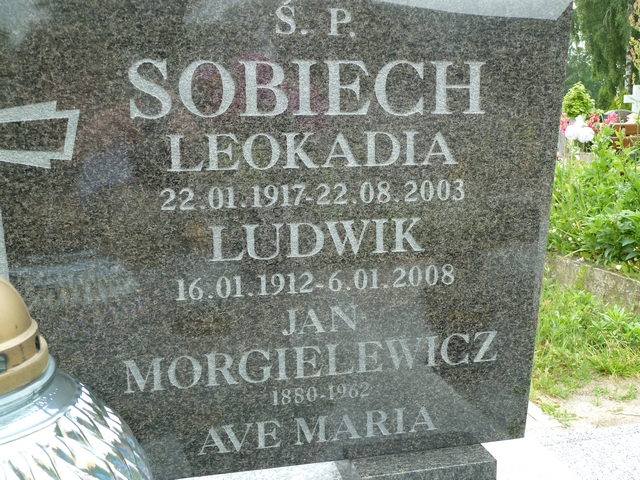 Ś. P.
SOBIECH
LEOKADIA
22.01.1917-22.08.2003
LUDWIK
16.01.1912-6.01.2008
JAN
MORGIELEWICZ
1880-1962
AVE MARIA